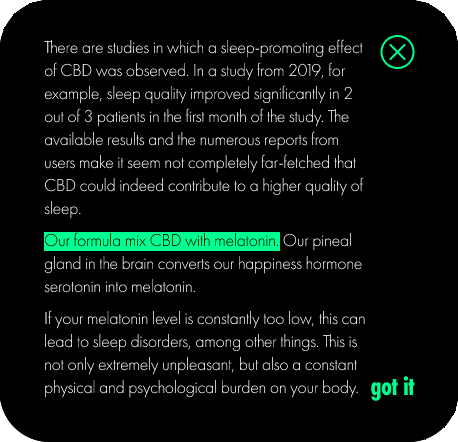 There are studies in which a sleep-promoting effect
of CBD was observed. In a study from 2019, for
example, sleep quality improved significantly in 2
out of 3 patients in the first month of the study. The
available results and the numerous reports from
users make it seem not completely far-fetched that
CBD could indeed contribute to a higher quality of
sleep.
Our formula mix CBD with melatonin. Our pineal
gland in the brain converts our happiness hormone
serotonin into melatonin.
If your melatonin level is constantly too low, this can
lead to sleep disorders, among other things. This is
not only extremely unpleasant, but also a constant
physical and psychological burden on your body.
got it